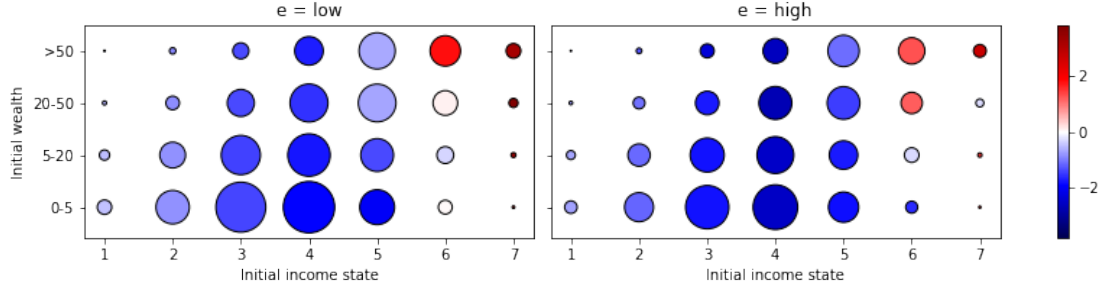 e = low
e = high
Initial wealth
>50
20-50
5-20
0-5
1 2 3 4 5 6 7
Initial income state
1 2 3 4 5 6 7
Initial income state
2
0
−2